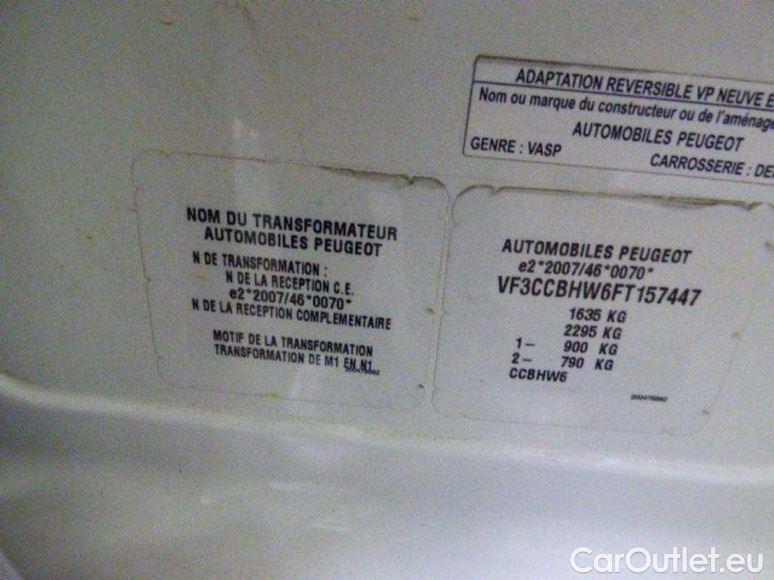 ADAPTATION REVERSIBLE VP NEUVE E
Nom ou marque du constructeur ou de l'aménage
AUTOMOBILES PEUGEOT
GENRE : VASP CARROSSERIE :
NOM DU TRANSFORMATEUR
AUTOMOBILES PEUGEOT
N DE TRANSFORMATION :
N DE LA RECEPTION C.E.
e2*2007/46*0070*
N DE LA RECEPTION COMPLEMENTAIRE
MOTIF DE LA TRANSFORMATION
TRANSFORMATION DE M1 EN N1
AUTOMOBILES PEUGEOT
e2*2007/46*0070*
VF3CCBHW6FT157447
1635 KG
2295 KG
1- 900 KG
2- 790 KG
CCBHW6
CarOutlet.eu